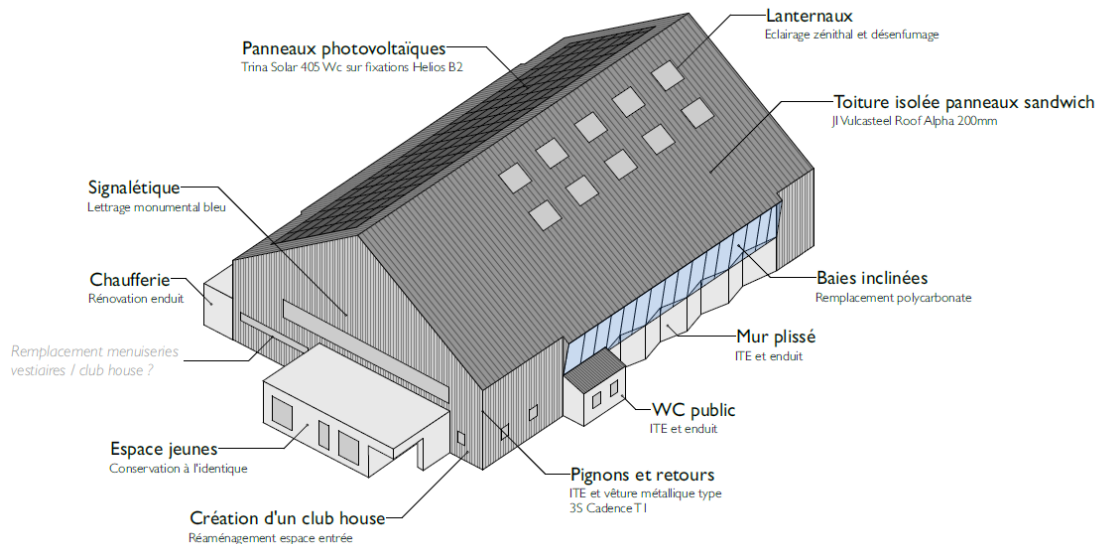 Lanternaux
Eclairage zénithal et désenfumage
Panneaux photovoltaïques
Trina Solar 405 Wc sur fixations Helios B2
Toiture isolée panneaux sandwich
JI Vulcasteel Roof Alpha 200mm
Signalétique
Lettrage monumental bleu
Chaufferie
Rénovation enduit
Baies inclinées
Remplacement polycarbonate
Remplacement menuiseries
vestiaires / club house ?
Mur plissé
ITE et enduit
WC public
ITE et enduit
Espace jeunes
Conservation à l'identique
Pignons et retours
ITE et vêture métallique type
3S Cadence T1
Création d'un club house
Réaménagement espace entrée